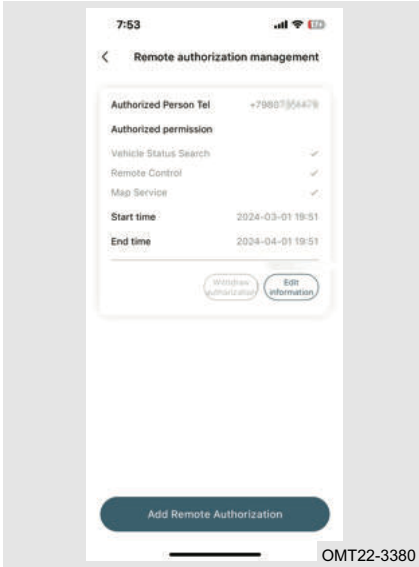 7:53
Remote authorization management
Authorized Person Tel
Authorized permission
Vehicle Status Search
Remote Control
Map Service
Start time 2024-03-01 19:51
End time 2024-04-01 19:51
Withdraw authorization
Edit information
Add Remote Authorization
OMT22-3380